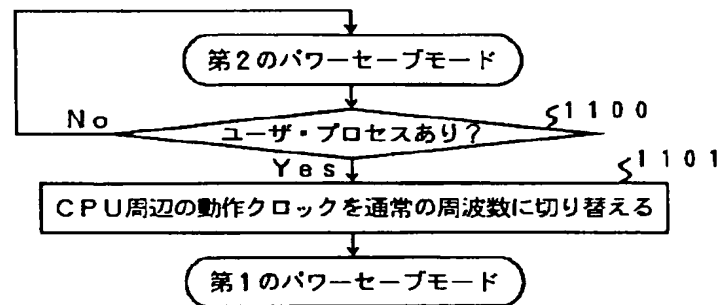 第2のパワーセーブモード
No
ユーザ・プロセスあり?
1100
Yes
1101
CPU周辺の動作クロックを通常の周波数に切り替える
第1のパワーセーブモード